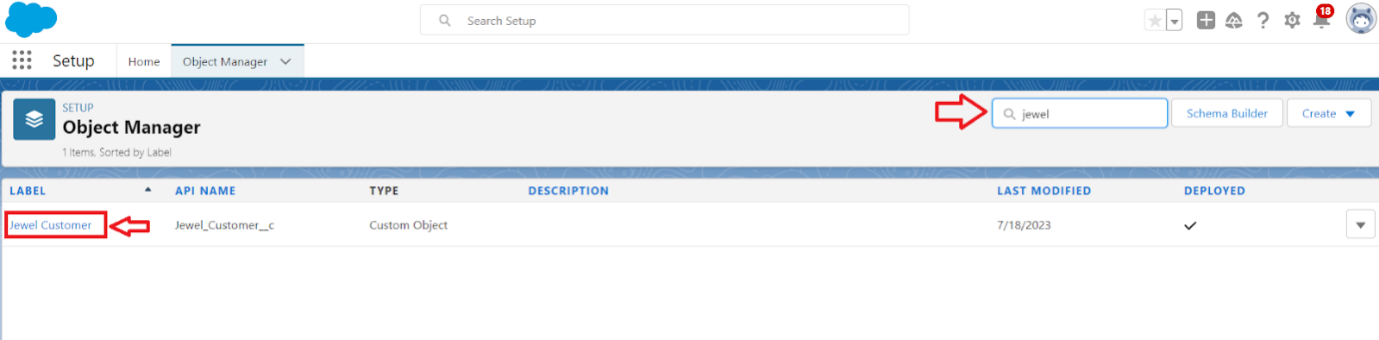 Search Setup
18
Setup Home Object Manager
SETUP
Object Manager
1 Items, Sorted by Label
jewel Schema Builder Create
LABEL API NAME TYPE DESCRIPTION LAST MODIFIED DEPLOYED
Jewel Customer Jewel_Customer__c Custom Object 7/18/2023